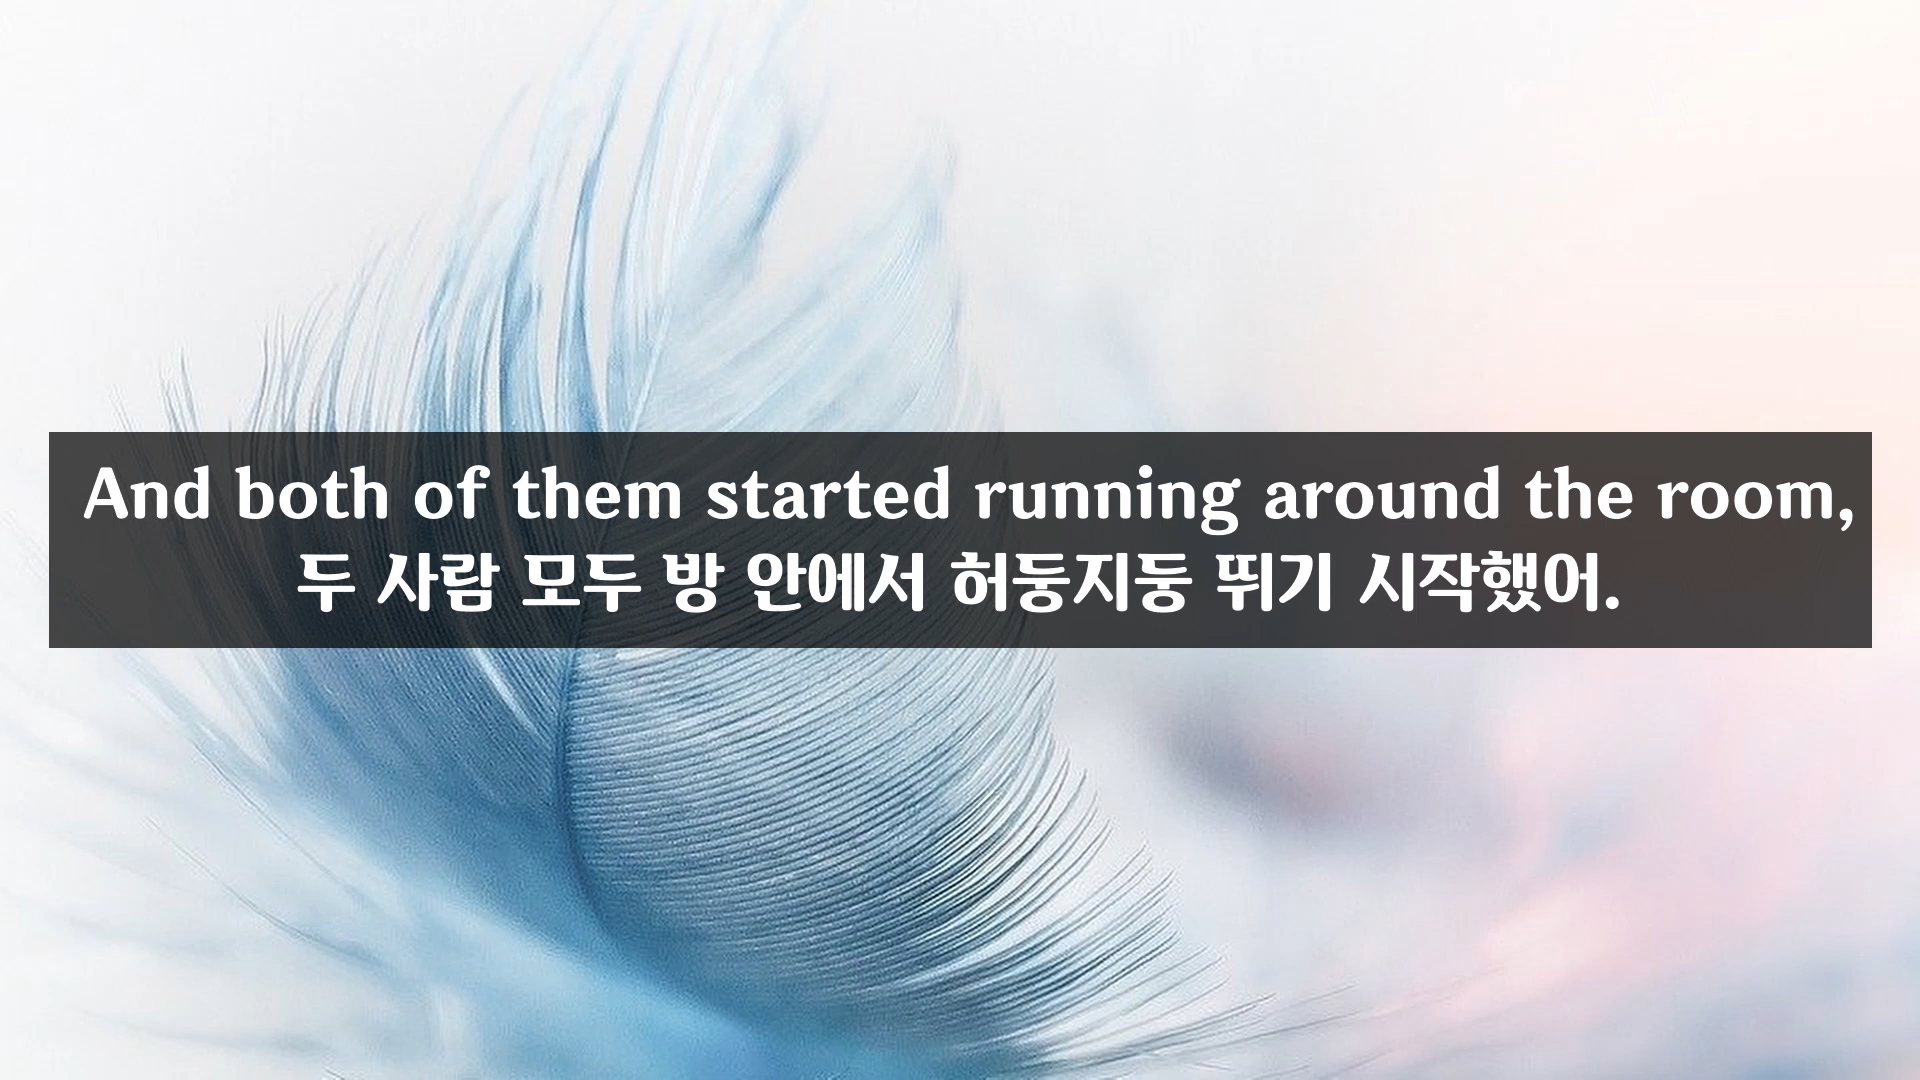 And both of them started running around the room,
두 사람 모두 방 안에서 허둥지둥 뛰기 시작했어.